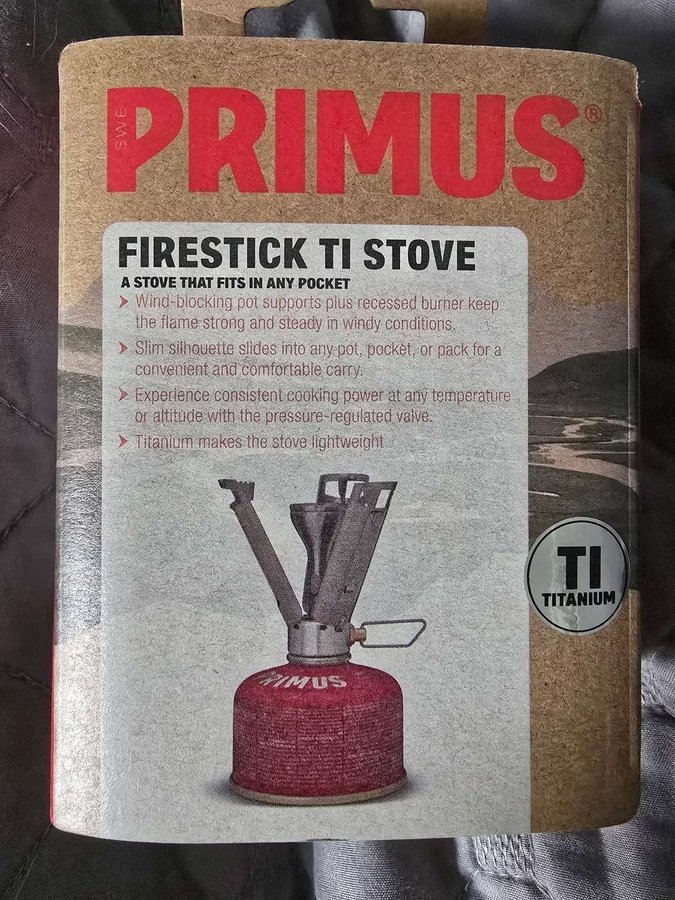 SWE
PRIMUS®
FIRESTICK TI STOVE
A STOVE THAT FITS IN ANY POCKET
Wind-blocking pot supports plus recessed burner keep
the flame strong and steady in windy conditions.
Slim silhouette slides into any pot, pocket, or pack for a
convenient and comfortable carry.
Experience consistent cooking power at any temperature
or altitude with the pressure-regulated valve.
Titanium makes the stove lightweight
TI
TITANIUM
PRIMUS